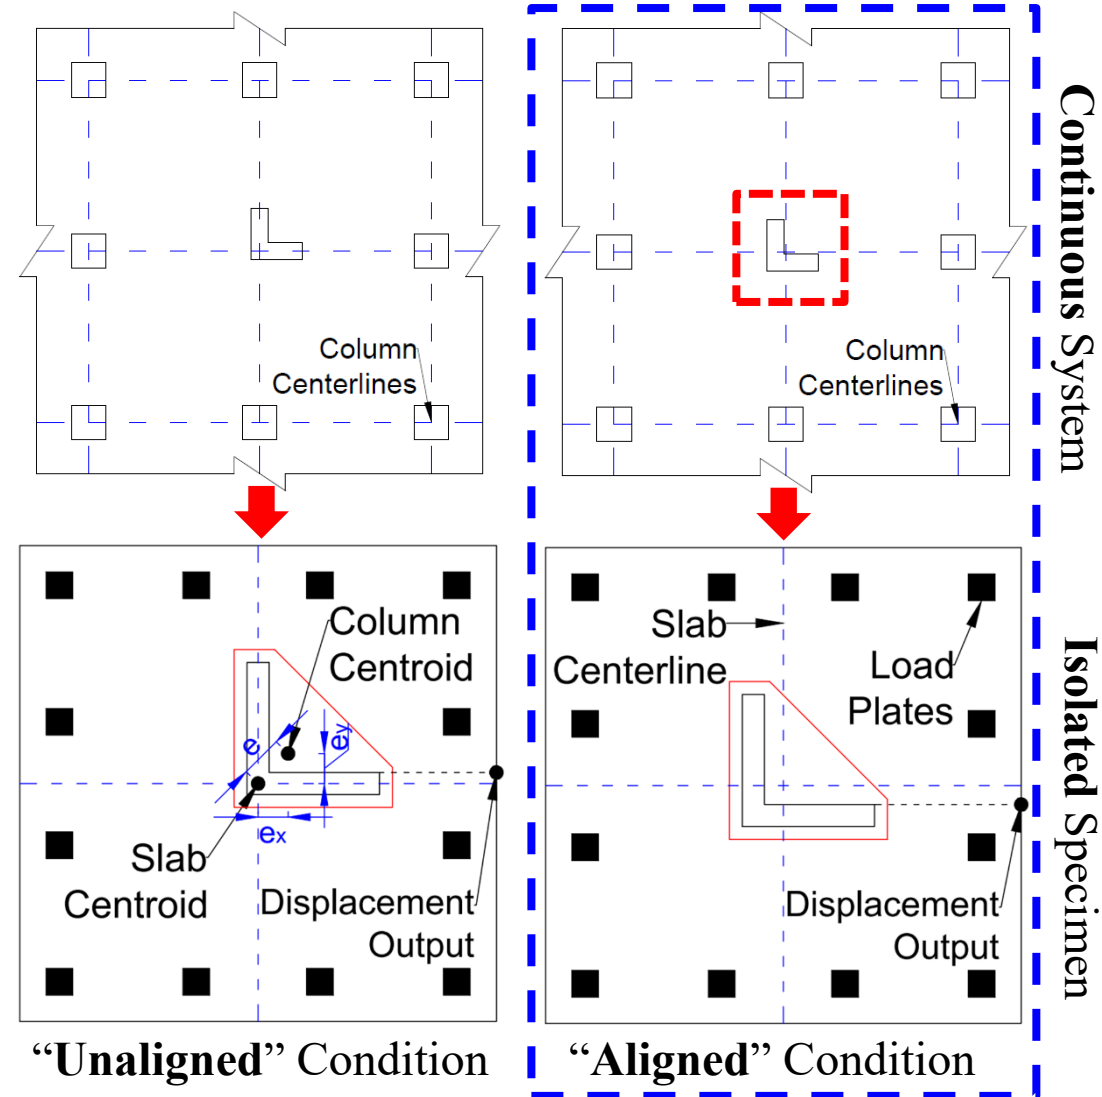 Column
Centerlines
Column
Centerlines
Continuous System
Column
Centroid
e
ey
ex
Slab
Centroid
Displacement
Output
Slab
Centerline
Load
Plates
Displacement
Output
Isolated Specimen
“Unaligned” Condition
“Aligned” Condition